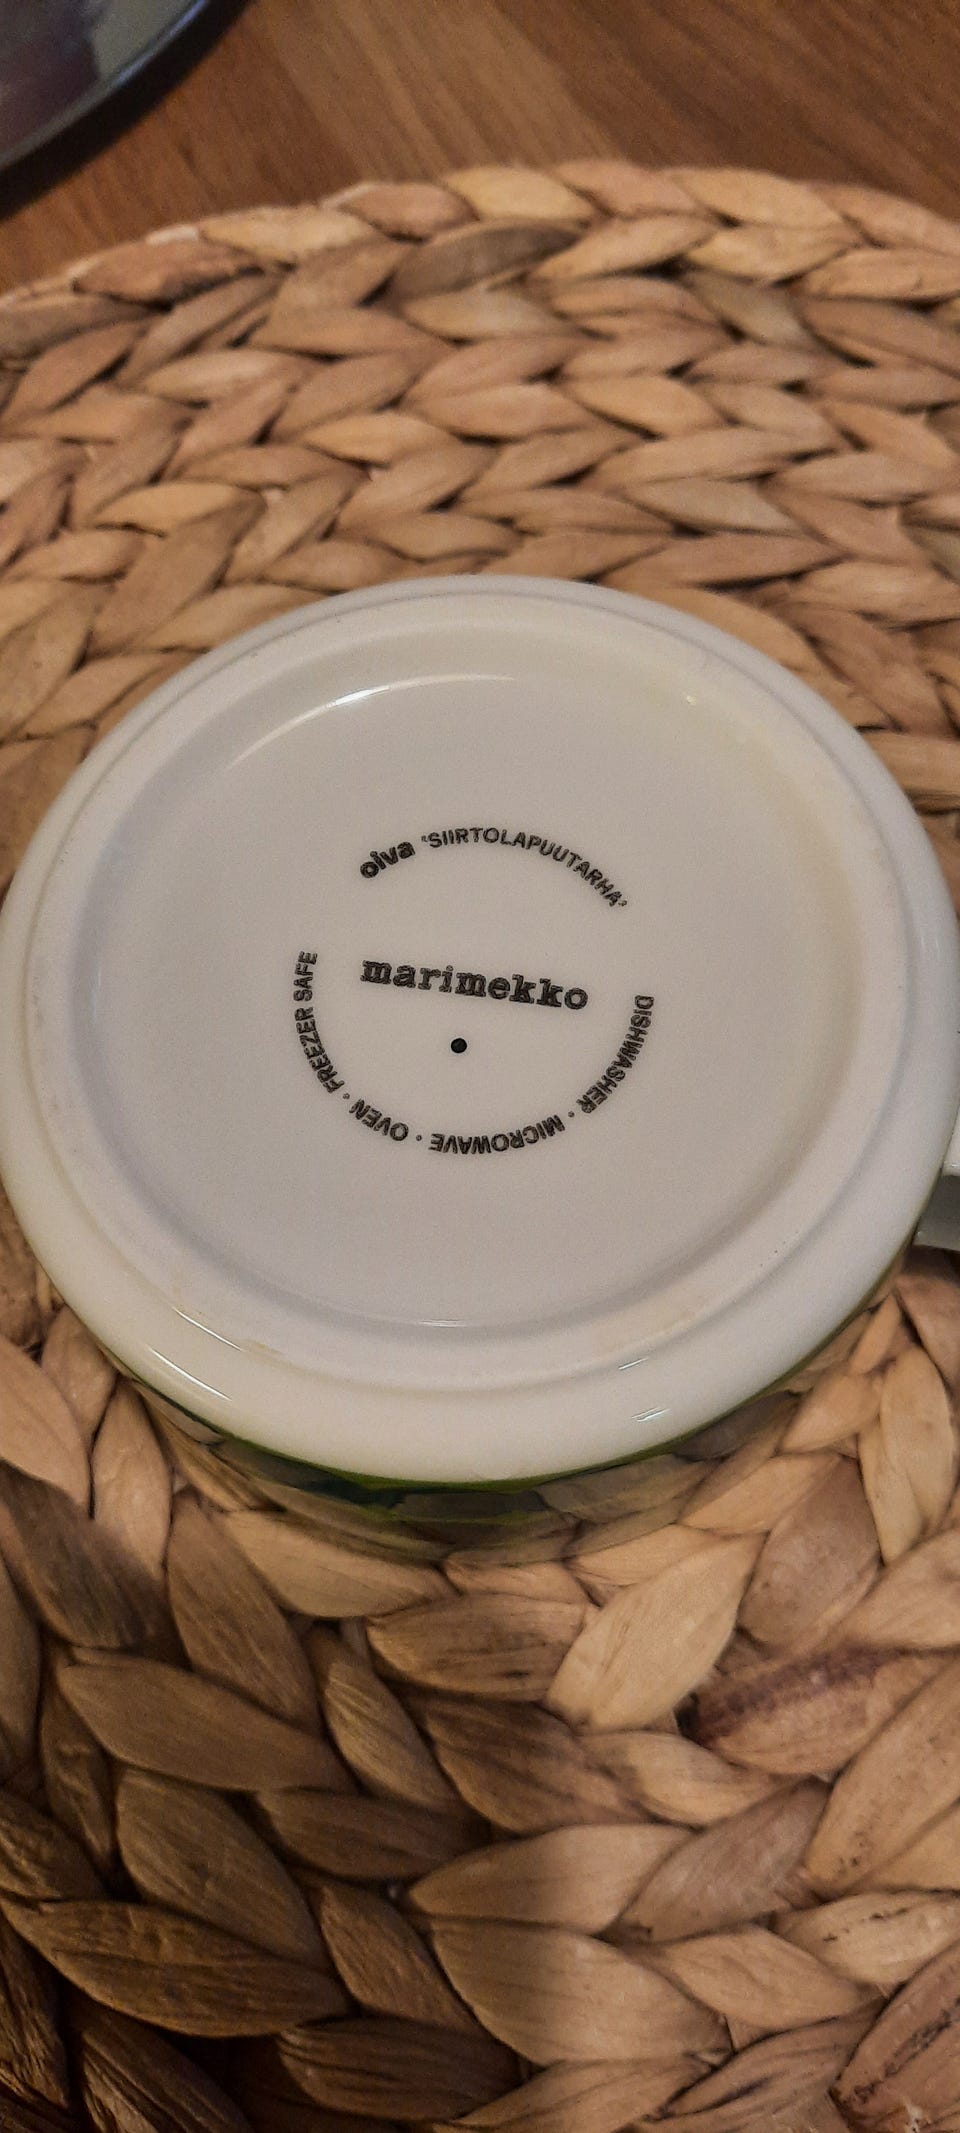 oiva 'SIIRTOLAPUUTARHA'
marimekko
DISHWASHER · MICROWAVE · OVEN · FREEZER SAFE